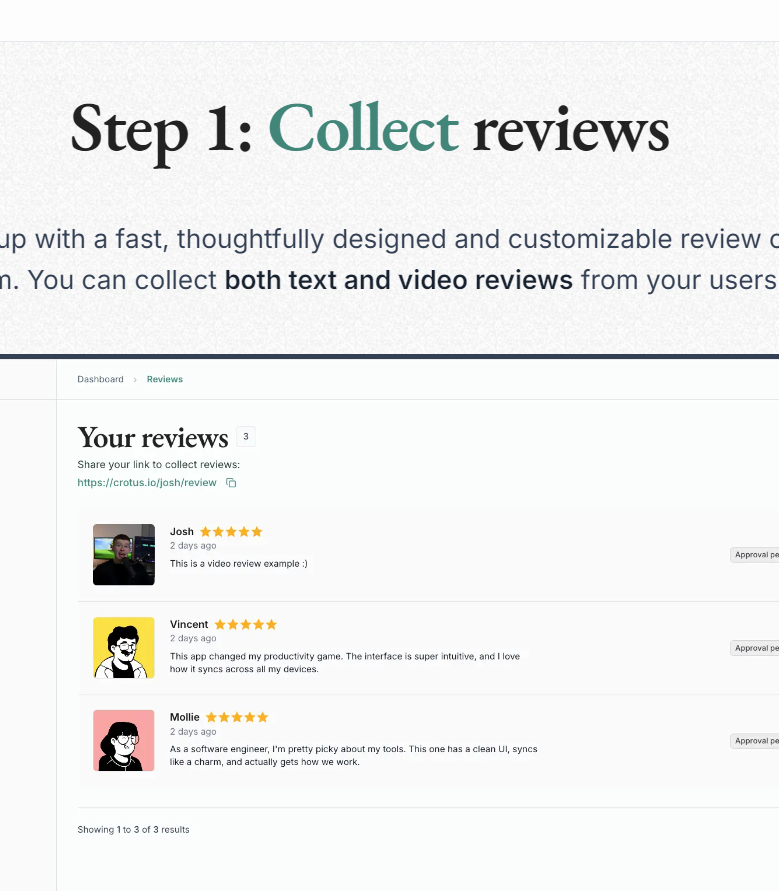 Step 1: Collect reviews
up with a fast, thoughtfully designed and customizable review
You can collect both text and video reviews from your users
Dashboard › Reviews
Your reviews 3
Share your link to collect reviews:
https://crotus.io/josh/review
Josh
2 days ago
This is a video review example :)
Approval
Vincent
2 days ago
This app changed my productivity game. The interface is super intuitive, and I love
how it syncs across all my devices.
Approval
Mollie
2 days ago
As a software engineer, I'm pretty picky about my tools. This one has a clean UI, syncs
like a charm, and actually gets how we work.
Approval
Showing 1 to 3 of 3 results